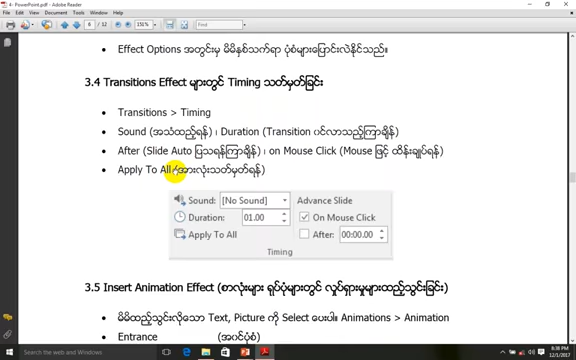 4- PowerPoint.pdf - Adobe Reader
File Edit View Document Tools Window Help
8 / 12 151% Find
• Effect Options အတွင်းမှ မိမိနှစ်သက်ရာ ပုံစံများပြောင်းလဲနိုင်သည်။
3.4 Transitions Effect များတွင် Timing သတ်မှတ်ခြင်း
• Transitions > Timing
• Sound (အသံထည့်ရန်) ၊ Duration (Transition ဝင်လာသည့်ကြာချိန်)
• After (Slide Auto ပြသရန်ကြာချိန်) ၊ on Mouse Click (Mouse ဖြင့် ထိန်းချုပ်ရန်)
• Apply To All (အားလုံးသတ်မှတ်ရန်)
Sound: [No Sound] Advance Slide
Duration: 01.00 On Mouse Click
Apply To All After: 00:00.00
Timing
3.5 Insert Animation Effect (စာလုံးများ ရုပ်ပုံများတွင် လှုပ်ရှားမှုများထည့်သွင်းခြင်း)
• မိမိထည့်သွင်းလိုသော Text, Picture ကို Select ပေးပါ။ Animations > Animation
• Entrance (အဝင်ပုံစံ)
Search the web and Windows
8:38 PM
12/1/2017